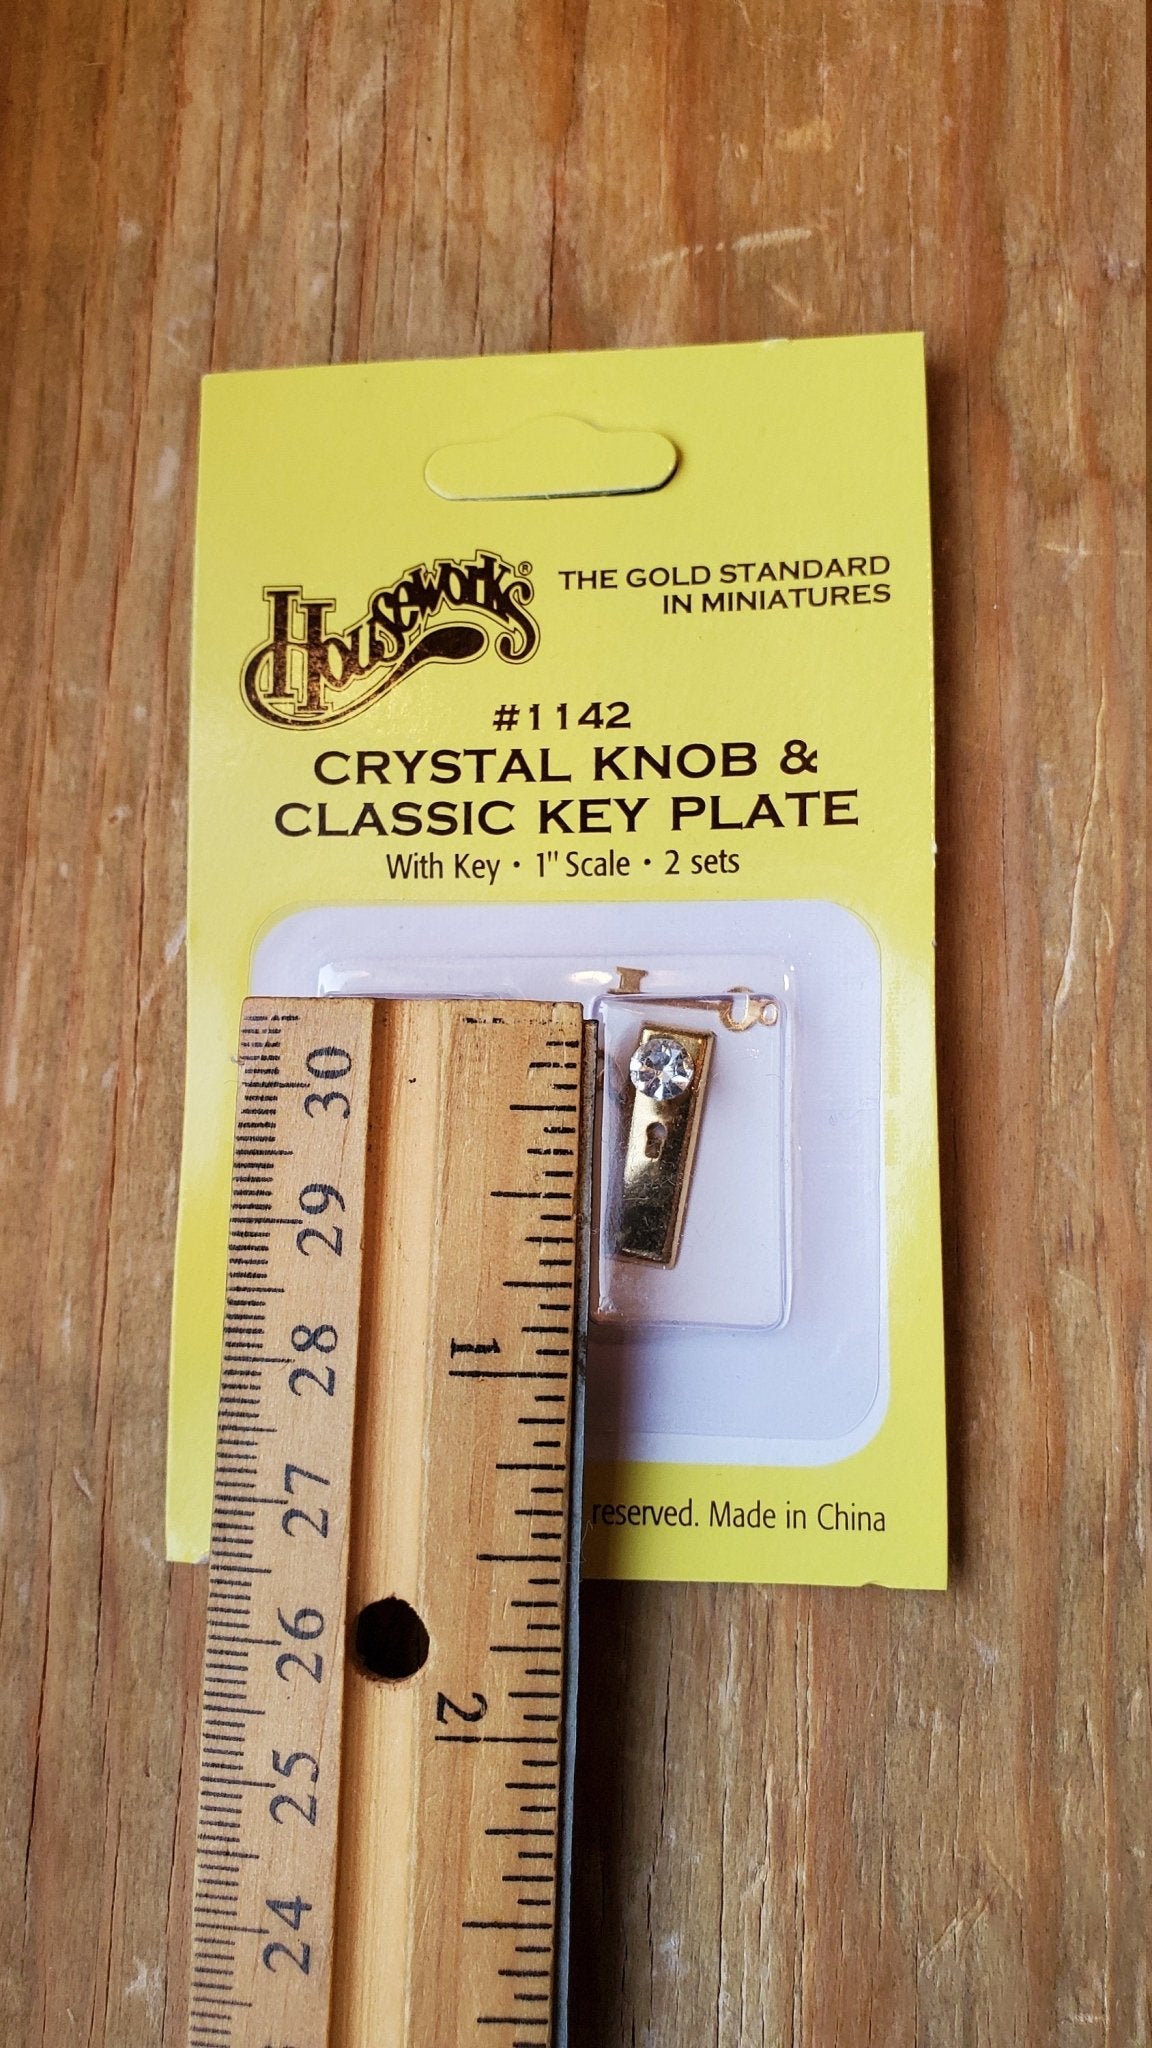 Houseworks®
THE GOLD STANDARD
IN MINIATURES
#1142
CRYSTAL KNOB &
CLASSIC KEY PLATE
With Key · 1" Scale · 2 sets
reserved. Made in China
30
29
28
27
26
25
24
1
2